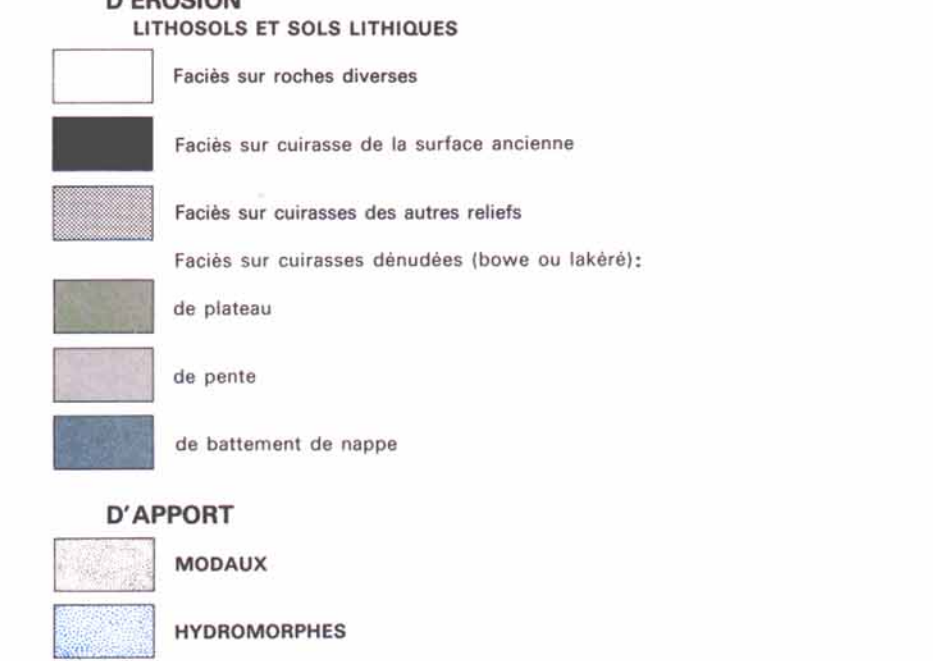 D'EROSION
LITHOSOLS ET SOLS LITHIQUES
Faciès sur roches diverses
Faciès sur cuirasse de la surface ancienne
Faciès sur cuirasses des autres reliefs
Faciès sur cuirasses dénudées (bowe ou lakéré):
de plateau
de pente
de battement de nappe
D'APPORT
MODAUX
HYDROMORPHES